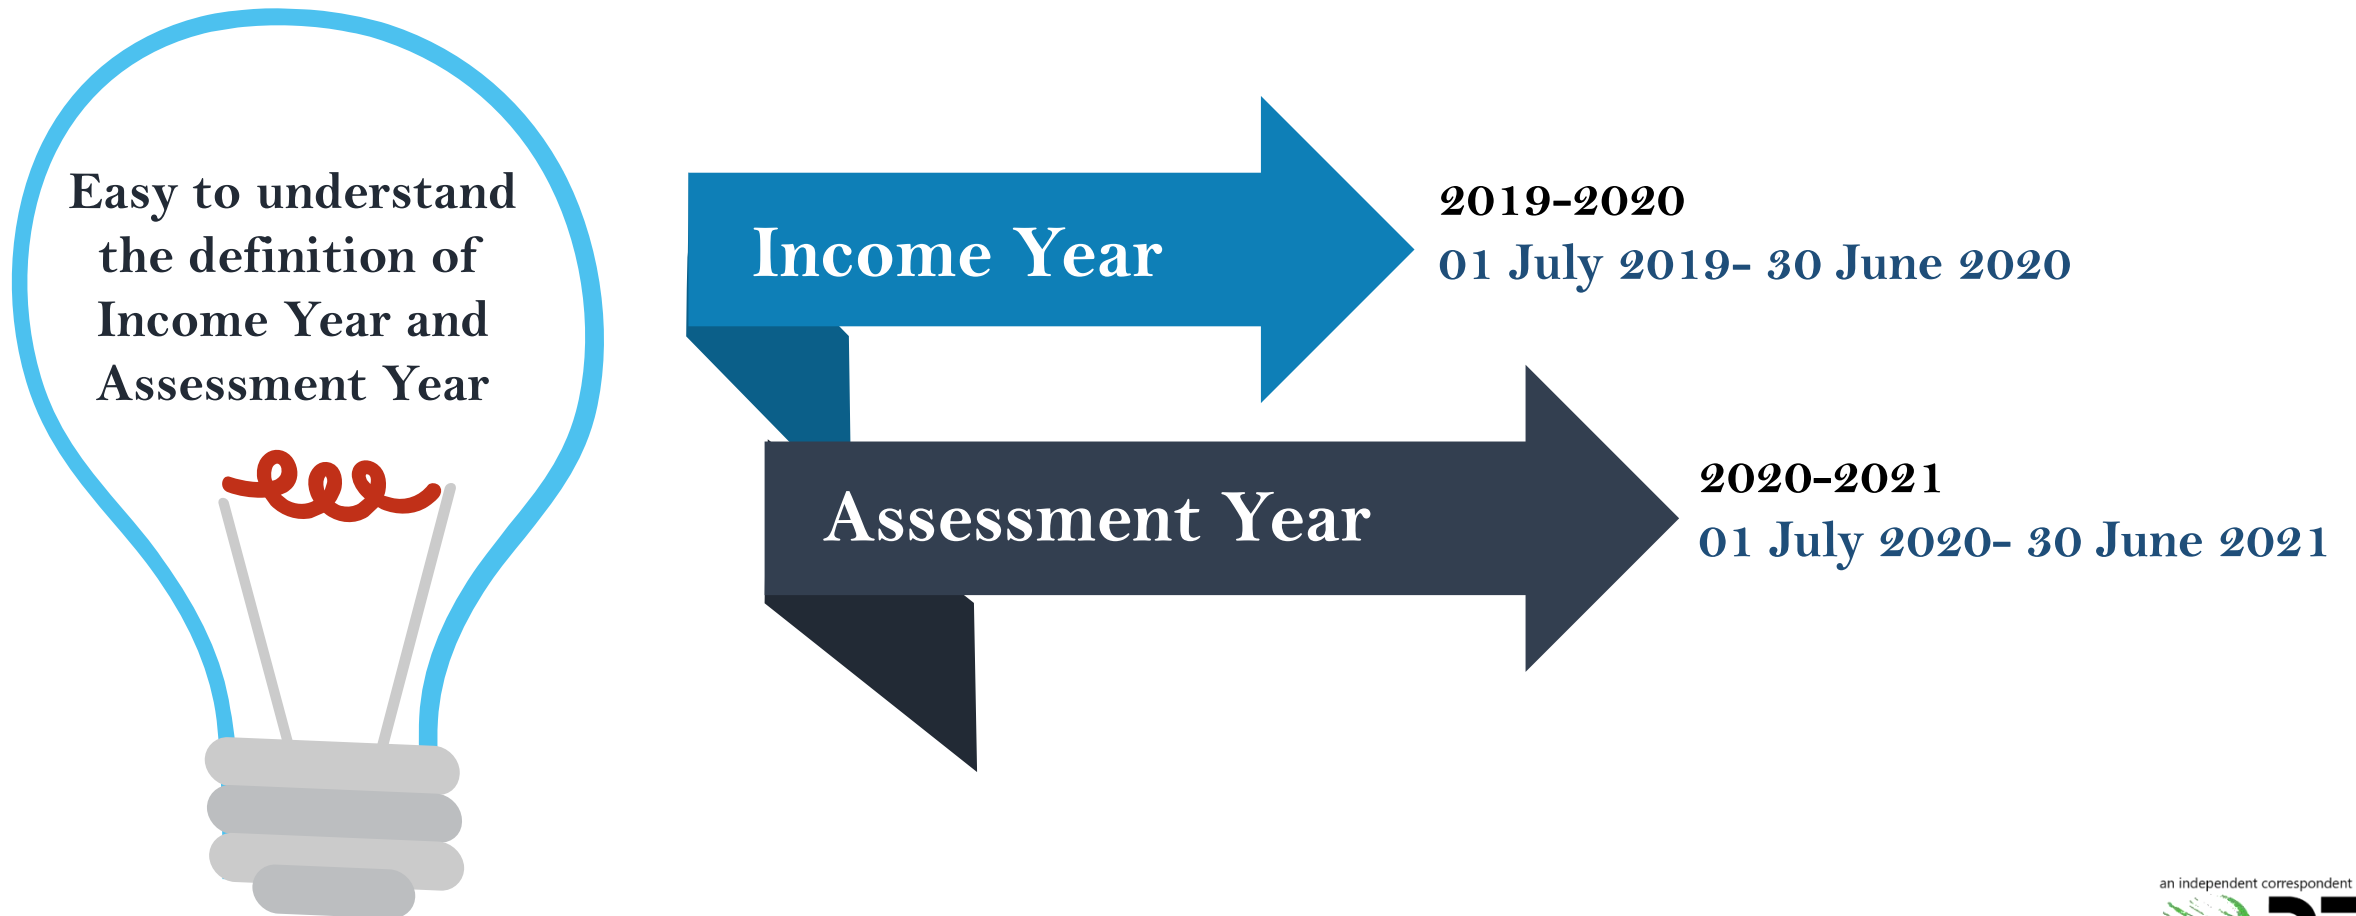 Easy to understand
the definition of
Income Year and
Assessment Year
Income Year
2019-2020
01 July 2019- 30 June 2020
Assessment Year
2020-2021
01 July 2020- 30 June 2021
an independent correspondent